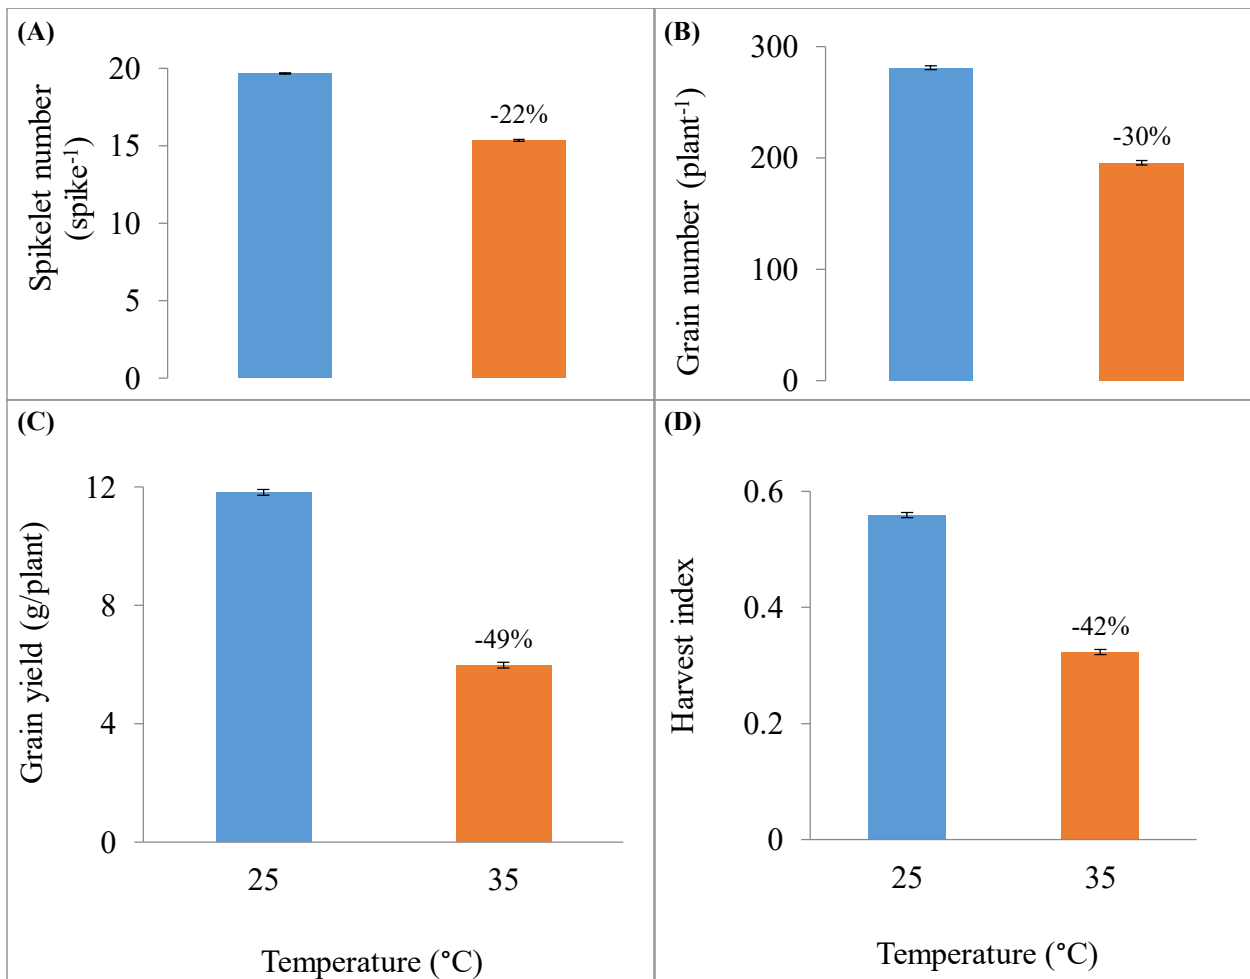 (A)
Spikelet number
(spike⁻¹)
20
15
10
5
0
-22%
(B)
Grain number (plant⁻¹)
300
200
100
0
-30%
(C)
Grain yield (g/plant)
12
8
4
0
-49%
25
35
Temperature (°C)
(D)
Harvest index
0.6
0.4
0.2
0
-42%
25
35
Temperature (°C)